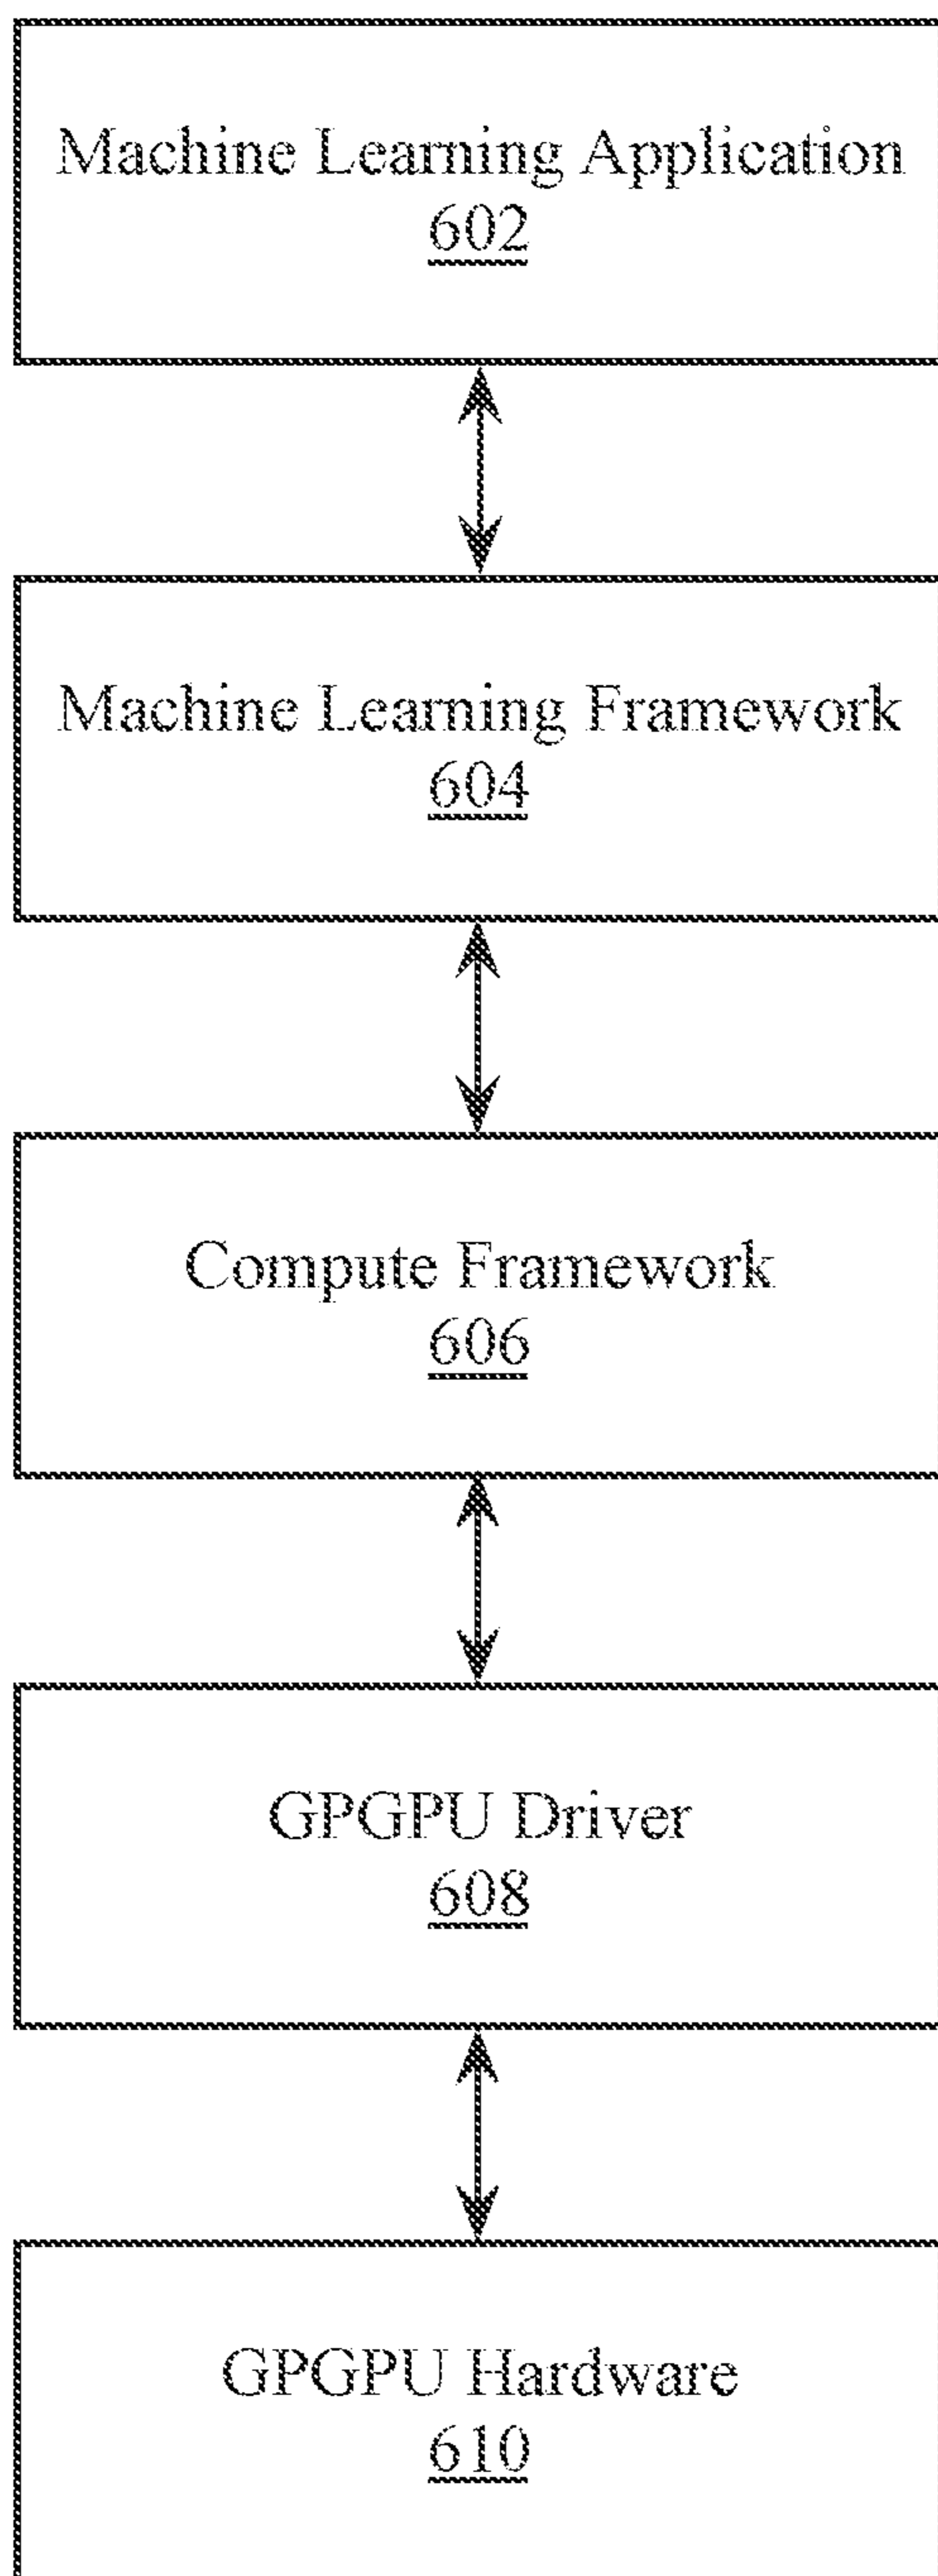 Machine Learning Application
602
Machine Learning Framework
604
Compute Framework
606
GPGPU Driver
608
GPGPU Hardware
610